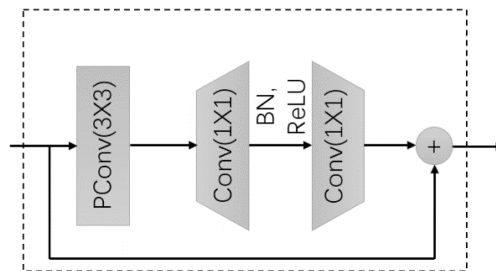 PConv(3X3)
Conv(1X1)
BN,
ReLU
Conv(1X1)
+